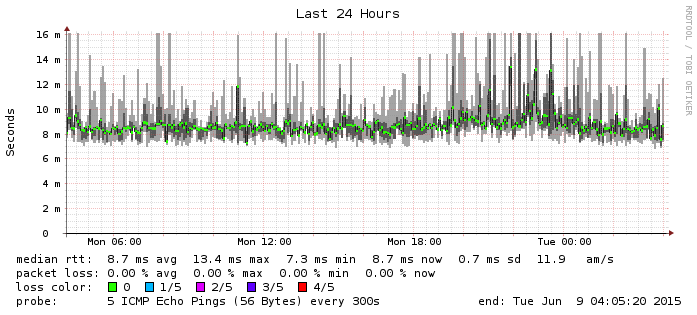 Last 24 Hours
RRDTOOL / TOBI OETIKER
Seconds
16 m
14 m
12 m
10 m
8 m
6 m
4 m
2 m
0
Mon 06:00 Mon 12:00 Mon 18:00 Tue 00:00
median rtt: 8.7 ms avg 13.4 ms max 7.3 ms min 8.7 ms now 0.7 ms sd 11.9 am/s
packet loss: 0.00 % avg 0.00 % max 0.00 % min 0.00 % now
loss color: 0 1/5 2/5 3/5 4/5
probe: 5 ICMP Echo Pings (56 Bytes) every 300s end: Tue Jun 9 04:05:20 2015